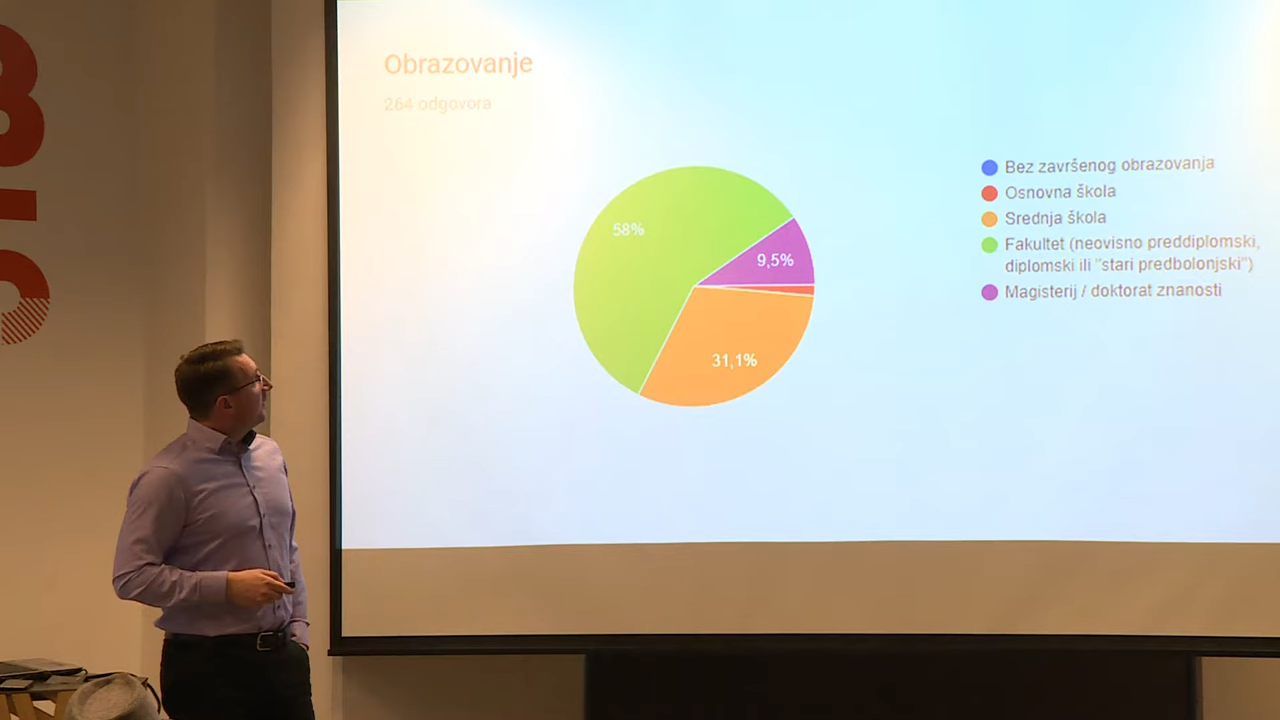 Obrazovanje
264 odgovora
58%
9,5%
31,1%
Bez završenog obrazovanja
Osnovna škola
Srednja škola
Fakultet (neovisno preddiplomski,
diplomski ili "stari predbolonjski")
Magisterij / doktorat znanosti